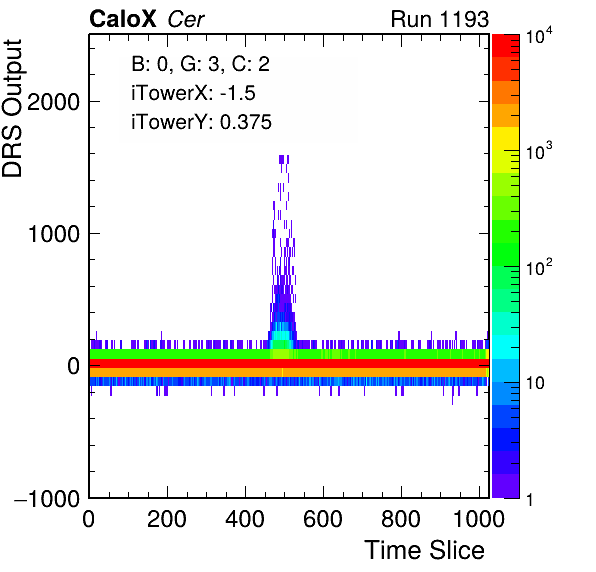 CaloX Cer Run 1193
B: 0, G: 3, C: 2
iTowerX: -1.5
iTowerY: 0.375
DRS Output
2000
1000
0
−1000
0 200 400 600 800 1000
Time Slice
10^4
10^3
10^2
10
1